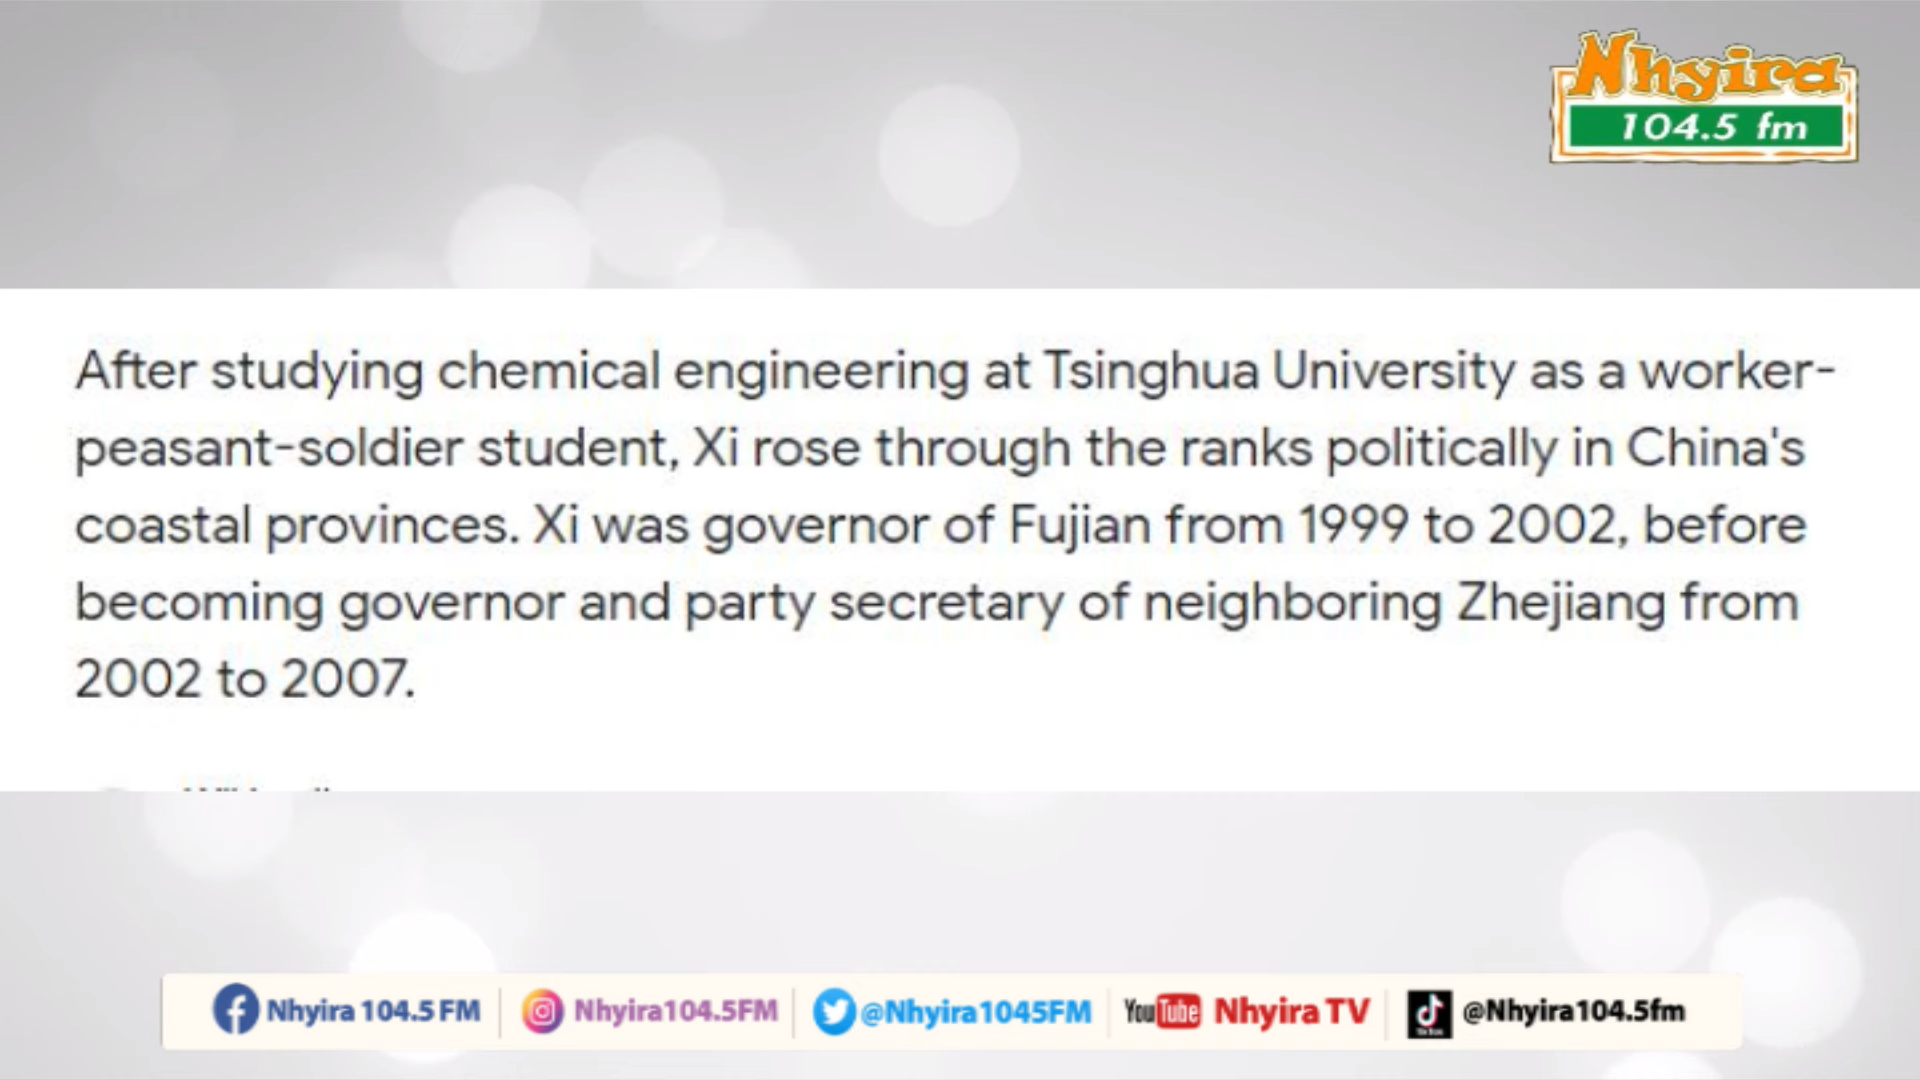 Nhyira
104.5 fm
After studying chemical engineering at Tsinghua University as a worker-
peasant-soldier student, Xi rose through the ranks politically in China's
coastal provinces. Xi was governor of Fujian from 1999 to 2002, before
becoming governor and party secretary of neighboring Zhejiang from
2002 to 2007.
Nhyira 104.5 FM Nhyira104.5FM @Nhyira1045FM YouTube Nhyira TV @Nhyira104.5fm